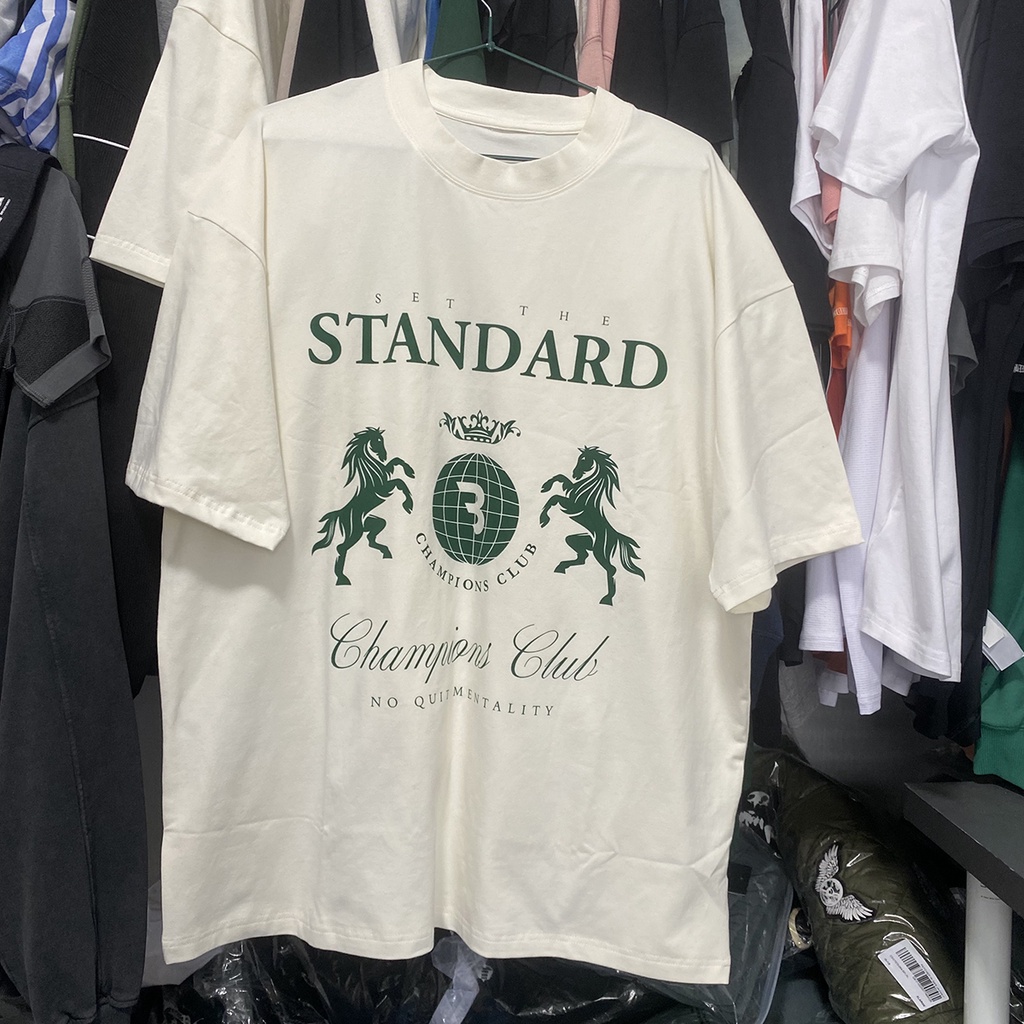 SET THE
STANDARD
3
CHAMPIONS CLUB
Champions Club
NO QUIT MENTALITY